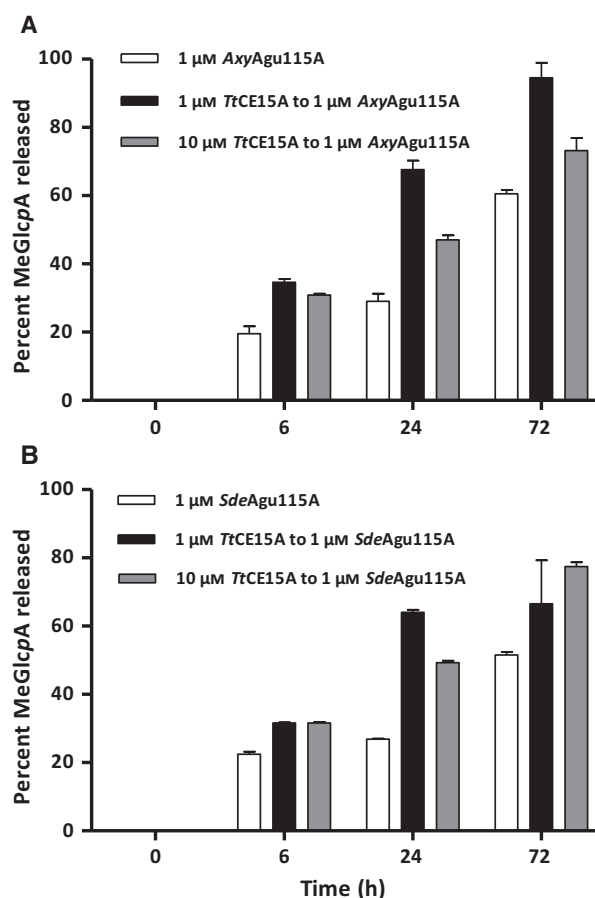 A
Percent MeGlcpA released
100
80
60
40
20
0
1 µM AxyAgu115A
1 µM TtCE15A to 1 µM AxyAgu115A
10 µM TtCE15A to 1 µM AxyAgu115A
0 6 24 72
B
Percent MeGlcpA released
100
80
60
40
20
0
1 µM SdeAgu115A
1 µM TtCE15A to 1 µM SdeAgu115A
10 µM TtCE15A to 1 µM SdeAgu115A
0 6 24 72
Time (h)